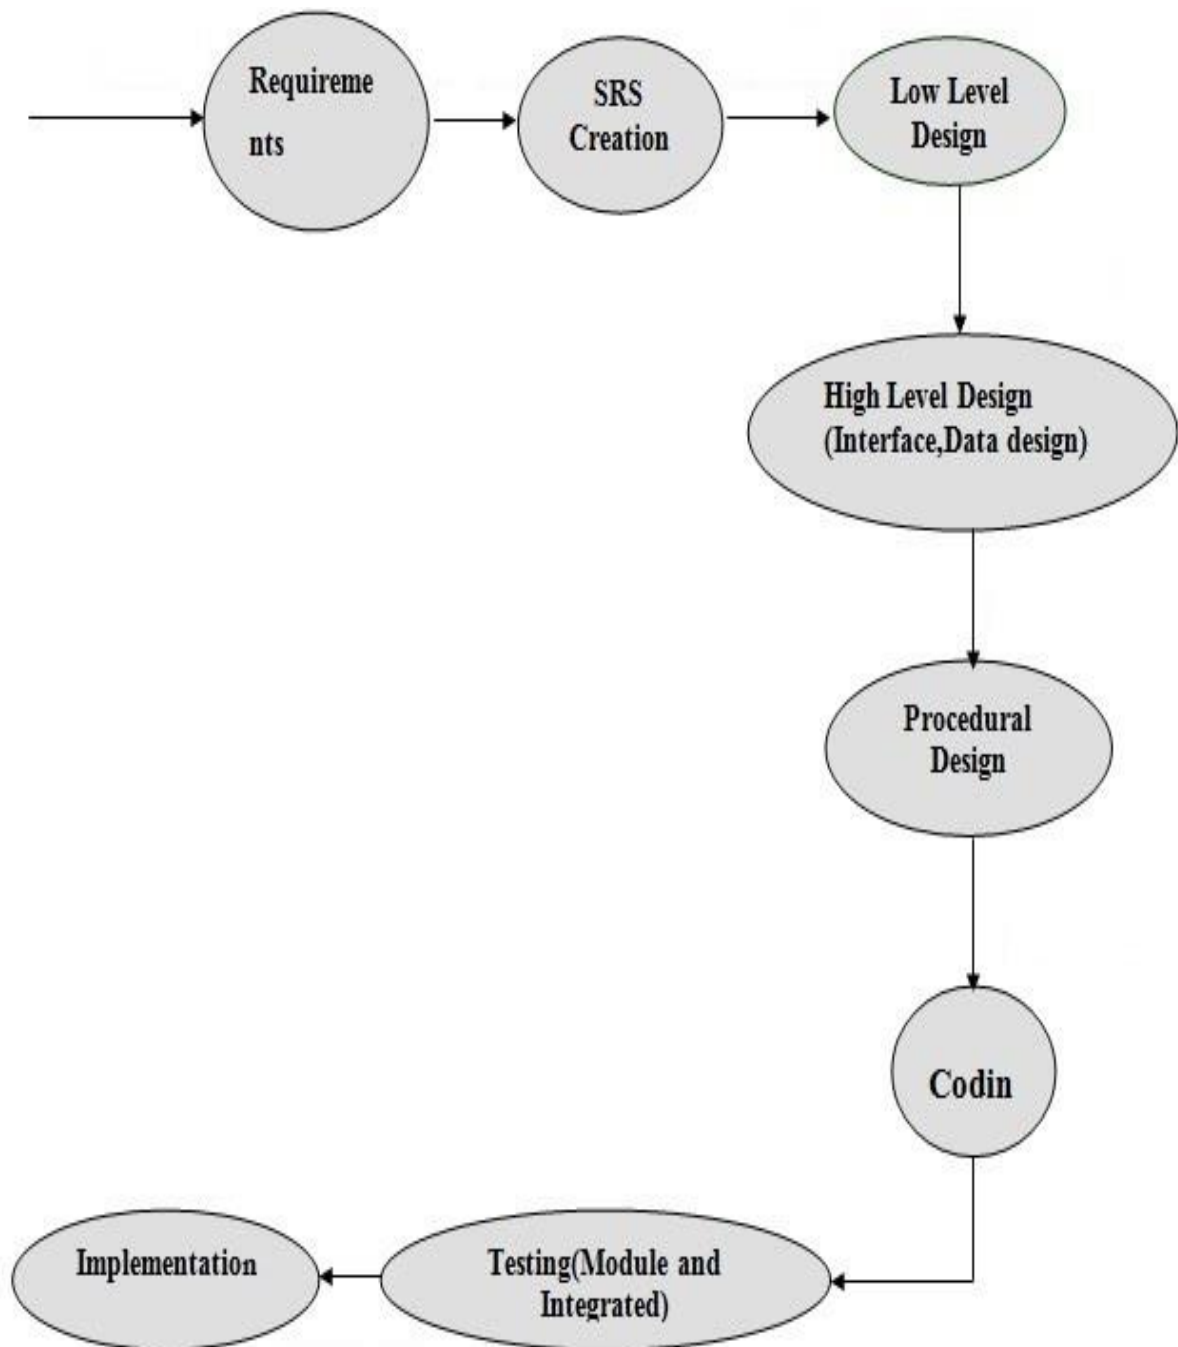 Requireme
nts
SRS
Creation
Low Level
Design
High Level Design
(Interface,Data design)
Procedural
Design
Codin
Testing(Module and
Integrated)
Implementation